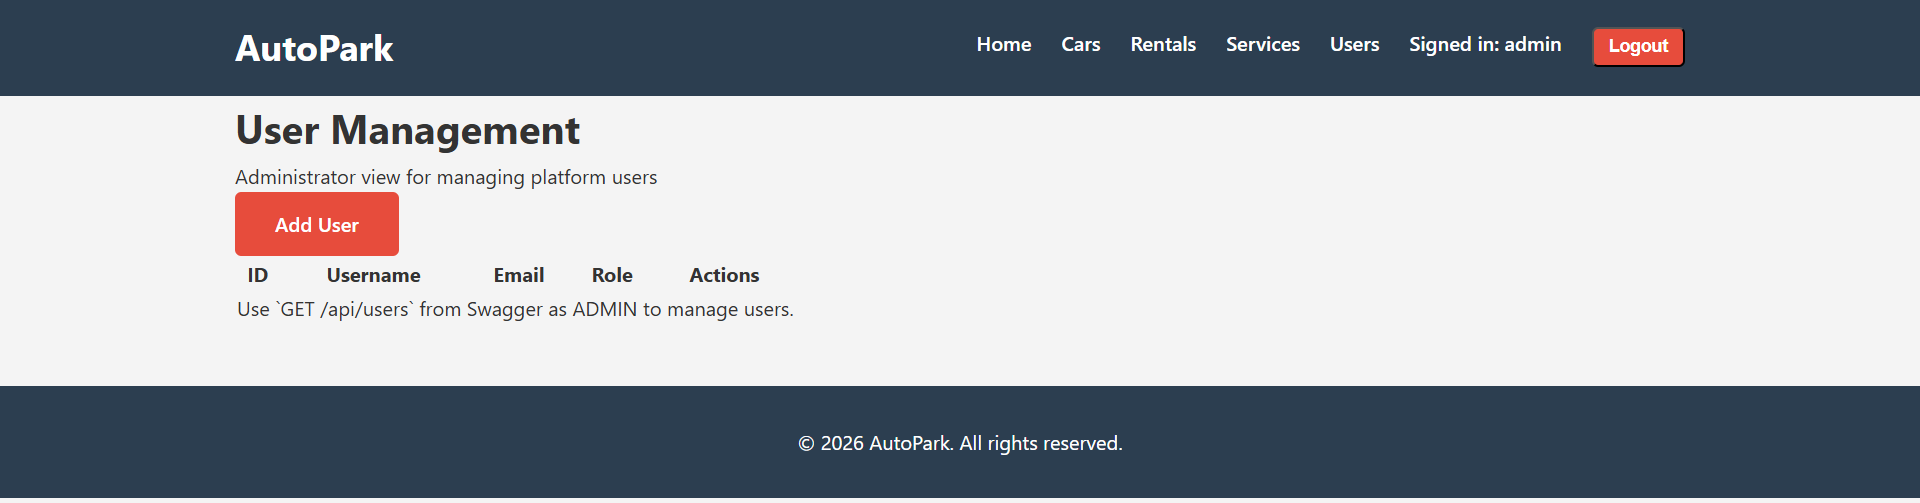 AutoPark
Home Cars Rentals Services Users Signed in: admin Logout
User Management
Administrator view for managing platform users
Add User
ID Username Email Role Actions
Use `GET /api/users` from Swagger as ADMIN to manage users.
© 2026 AutoPark. All rights reserved.